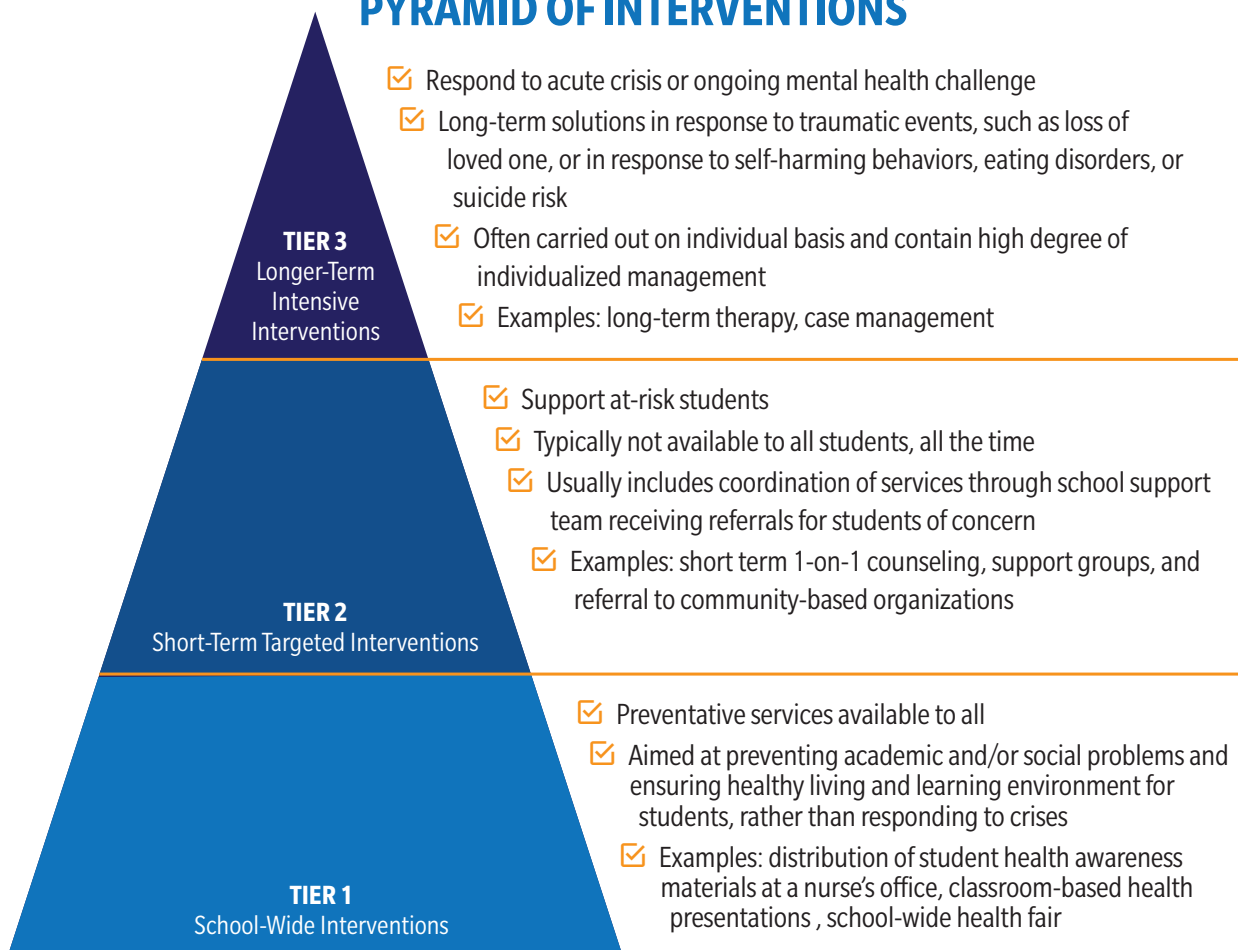 PYRAMID OF INTERVENTIONS
Respond to acute crisis or ongoing mental health challenge
Long-term solutions in response to traumatic events, such as loss of
loved one, or in response to self-harming behaviors, eating disorders, or
suicide risk
Often carried out on individual basis and contain high degree of
individualized management
Examples: long-term therapy, case management
TIER 3
Longer-Term
Intensive
Interventions
Support at-risk students
Typically not available to all students, all the time
Usually includes coordination of services through school support
team receiving referrals for students of concern
Examples: short term 1-on-1 counseling, support groups, and
referral to community-based organizations
TIER 2
Short-Term Targeted Interventions
Preventative services available to all
Aimed at preventing academic and/or social problems and
ensuring healthy living and learning environment for
students, rather than responding to crises
Examples: distribution of student health awareness
materials at a nurse’s office, classroom-based health
presentations , school-wide health fair
TIER 1
School-Wide Interventions